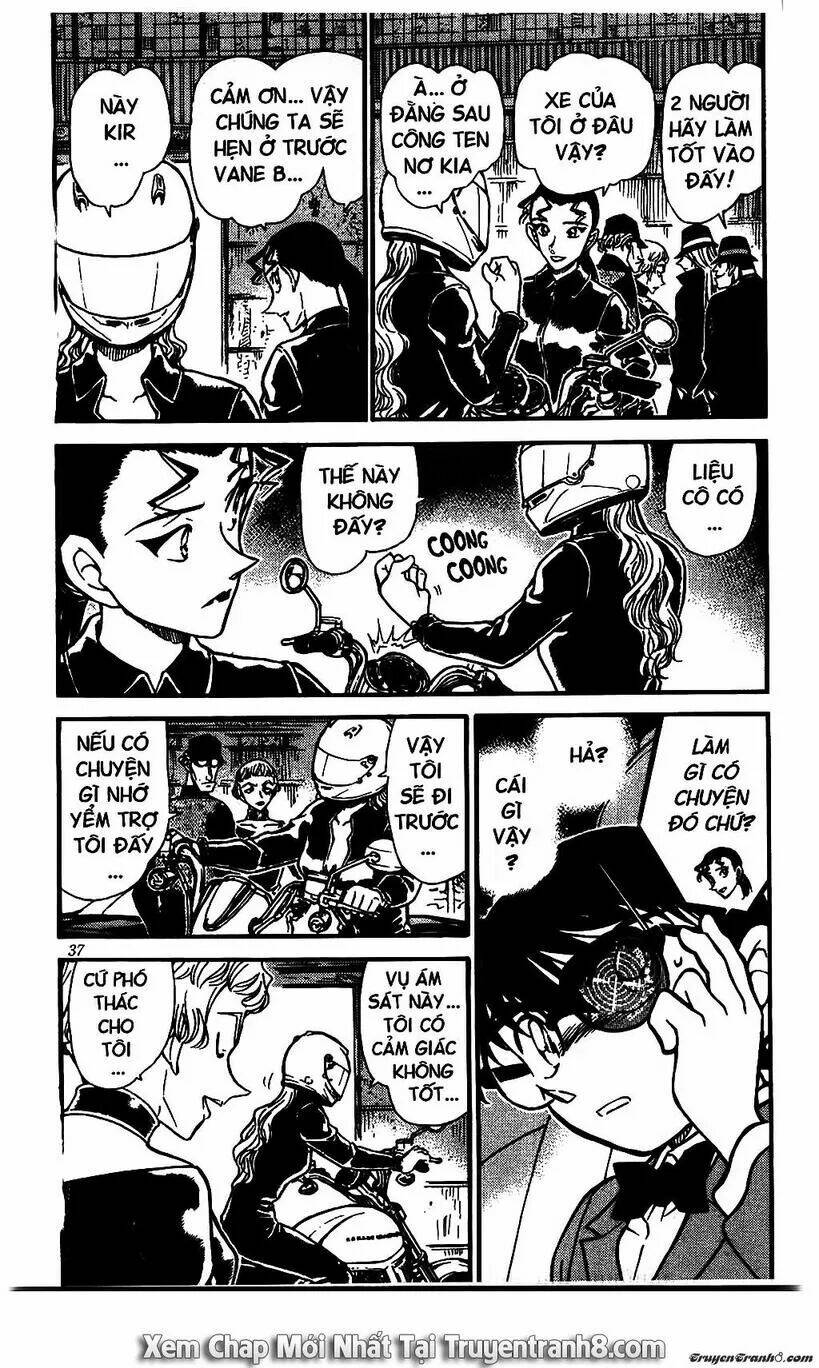 2 NGƯỜI
HÃY LÀM
TỐT VÀO
ĐẤY!
XE CỦA
TÔI Ở ĐÂU
VẬY?
À... Ở
ĐẰNG SAU
CÔNG TEN
NƠ KIA
...
CẢM ƠN... VẬY
CHÚNG TA SẼ
HẸN Ở TRƯỚC
VANE B...
NÀY
KIR
...
LIỆU
CÔ CÓ
...
THẾ NÀY
KHÔNG
ĐẤY?
COONG
COONG
LÀM
GÌ CÓ
CHUYỆN
ĐÓ CHỨ?
HẢ?
CÁI
GÌ
VẬY
?
VẬY
TÔI
SẼ ĐI
TRƯỚC
...
NẾU CÓ
CHUYỆN
GÌ NHỚ
YỂM TRỢ
TÔI ĐẤY
...
37
VỤ ÁM
SÁT NÀY...
TÔI CÓ
CẢM GIÁC
KHÔNG
TỐT...
CỨ PHÓ
THÁC
CHO
TÔI
...
Xem Chap Mới Nhất Tại Truyentranh8.com
TruyenTranh8.com